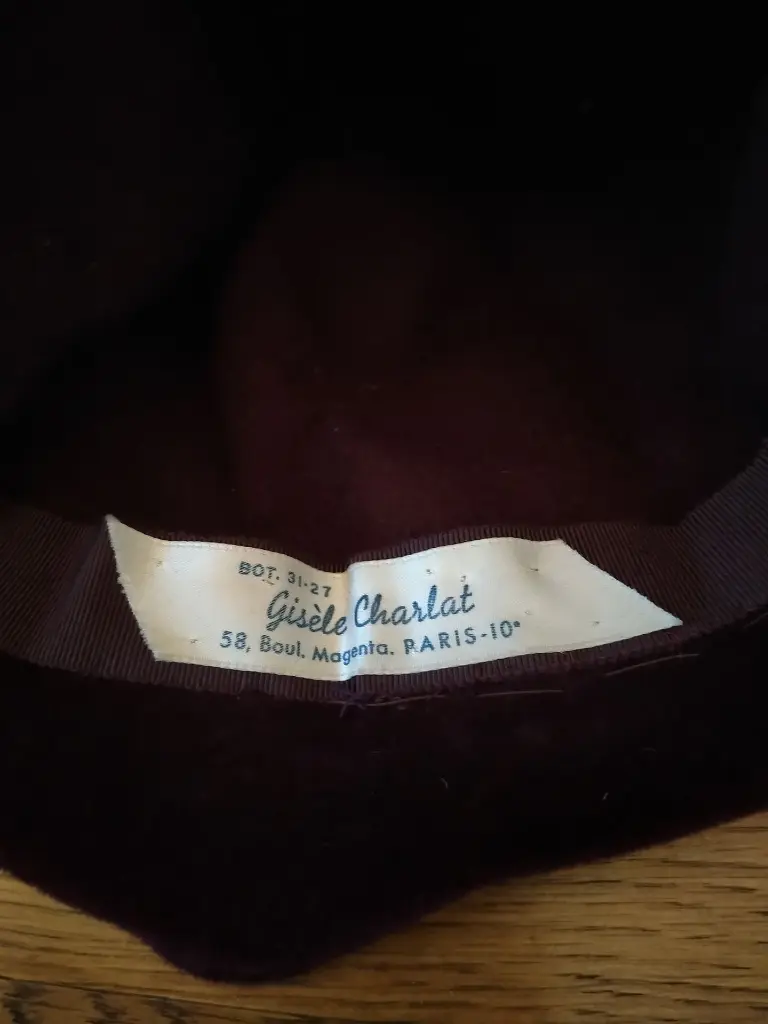 BOT. 31-27
Gisèle Charlat
58, Boul. Magenta. PARIS-10e